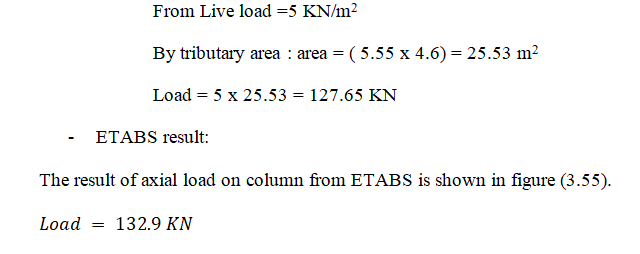 From Live load =5 KN/m²
By tributary area : area = ( 5.55 x 4.6) = 25.53 m²
Load = 5 x 25.53 = 127.65 KN
- ETABS result:
The result of axial load on column from ETABS is shown in figure (3.55).
Load = 132.9 KN